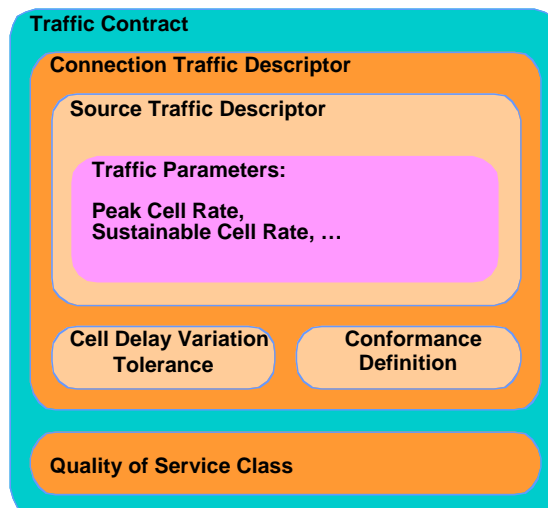 Traffic Contract
Connection Traffic Descriptor
Source Traffic Descriptor
Traffic Parameters:
Peak Cell Rate,
Sustainable Cell Rate, …
Cell Delay Variation
Tolerance
Conformance
Definition
Quality of Service Class